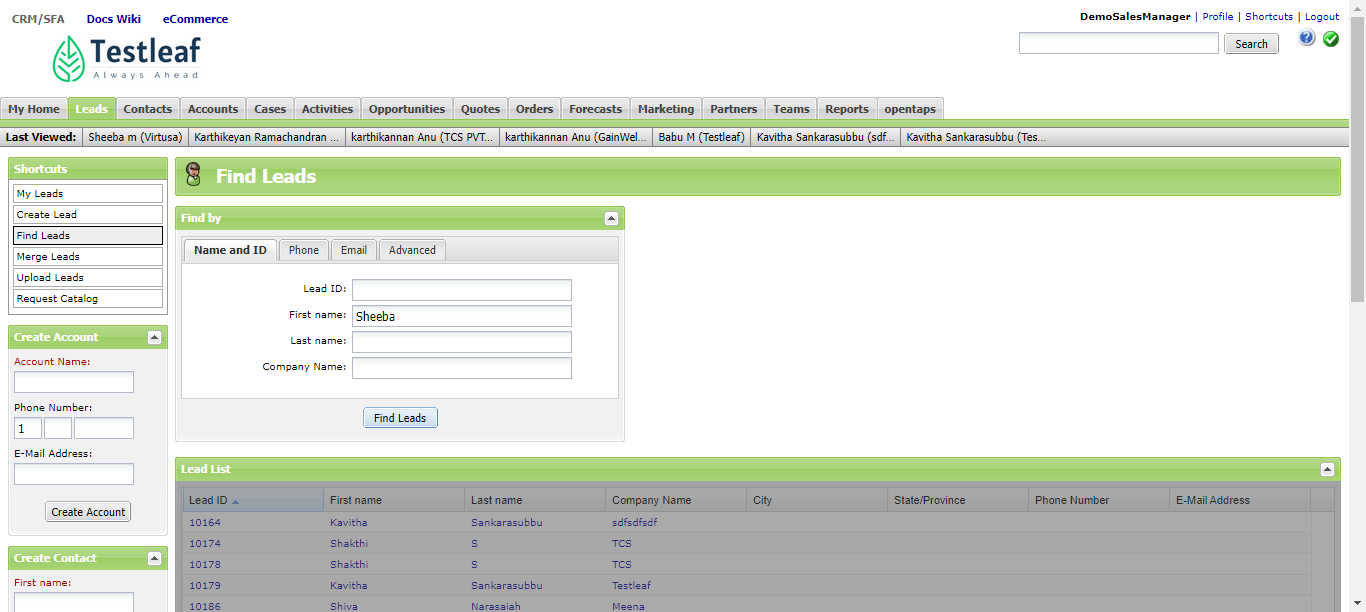 CRM/SFA Docs Wiki eCommerce
DemoSalesManager | Profile | Shortcuts | Logout
Search
Testleaf
Always Ahead
My Home Leads Contacts Accounts Cases Activities Opportunities Quotes Orders Forecasts Marketing Partners Teams Reports opentaps
Last Viewed: Sheeba m (Virtusa) Karthikeyan Ramachandran ... karthikannan Anu (TCS PVT... karthikannan Anu (GainWel... Babu M (Testleaf) Kavitha Sankarasubbu (sdf... Kavitha Sankarasubbu (Tes...
Shortcuts
My Leads
Create Lead
Find Leads
Merge Leads
Upload Leads
Request Catalog
Create Account
Account Name:
Phone Number:
1
E-Mail Address:
Create Account
Create Contact
First name:
Find Leads
Find by
Name and ID Phone Email Advanced
Lead ID:
First name: Sheeba
Last name:
Company Name:
Find Leads
Lead List
Lead ID First name Last name Company Name City State/Province Phone Number E-Mail Address
10164 Kavitha Sankarasubbu sdfsdfsdf
10174 Shakthi S TCS
10178 Shakthi S TCS
10179 Kavitha Sankarasubbu Testleaf
10186 Shiva Narasaiah Meena